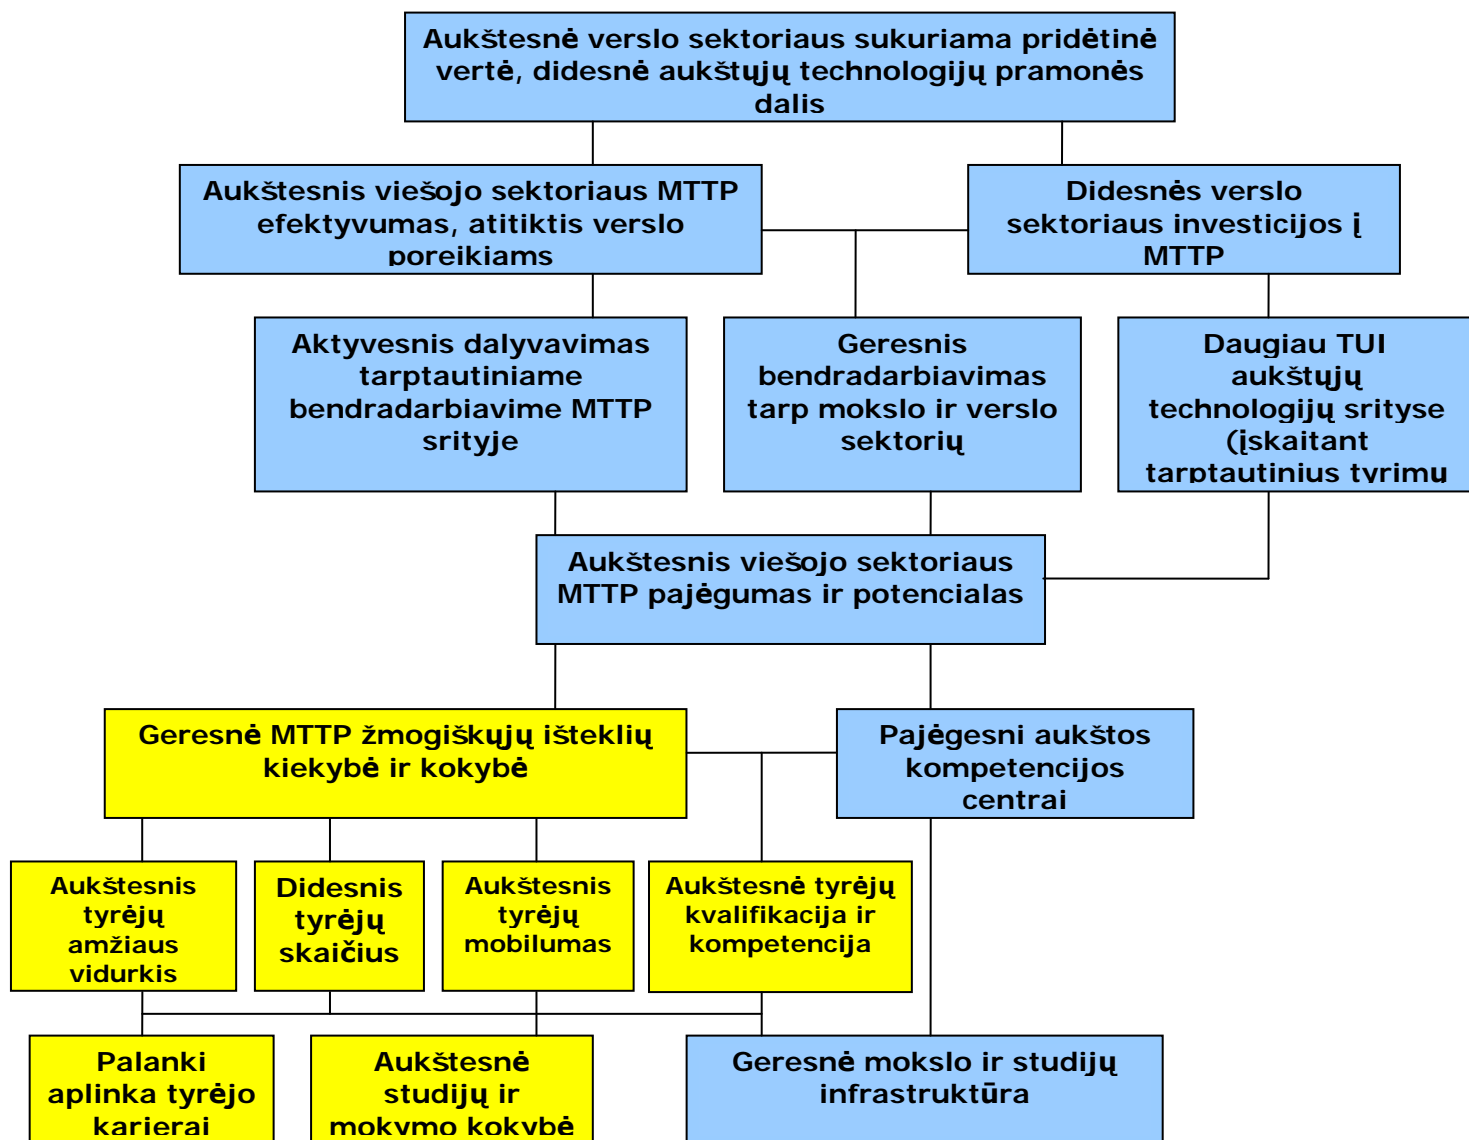 Aukštesnė verslo sektoriaus sukuriama pridėtinė
vertė, didesnė aukštųjų technologijų pramonės
dalis
Aukštesnis viešojo sektoriaus MTTP
efektyvumas, atitiktis verslo
poreikiams
Didesnės verslo
sektoriaus investicijos į
MTTP
Aktyvesnis dalyvavimas
tarptautiniame
bendradarbiavime MTTP
srityje
Geresnis
bendradarbiavimas
tarp mokslo ir verslo
sektorių
Daugiau TUI
aukštųjų
technologijų srityse
(įskaitant
tarptautinius tyrimų
Aukštesnis viešojo sektoriaus
MTTP pajėgumas ir potencialas
Geresnė MTTP žmogiškųjų išteklių
kiekybė ir kokybė
Pajėgesni aukštos
kompetencijos
centrai
Aukštesnis
tyrėjų
amžiaus
vidurkis
Didesnis
tyrėjų
skaičius
Aukštesnis
tyrėjų
mobilumas
Aukštesnė tyrėjų
kvalifikacija ir
kompetencija
Palanki
aplinka tyrėjo
karjerai
Aukštesnė
studijų ir
mokymo kokybė
Geresnė mokslo ir studijų
infrastruktūra